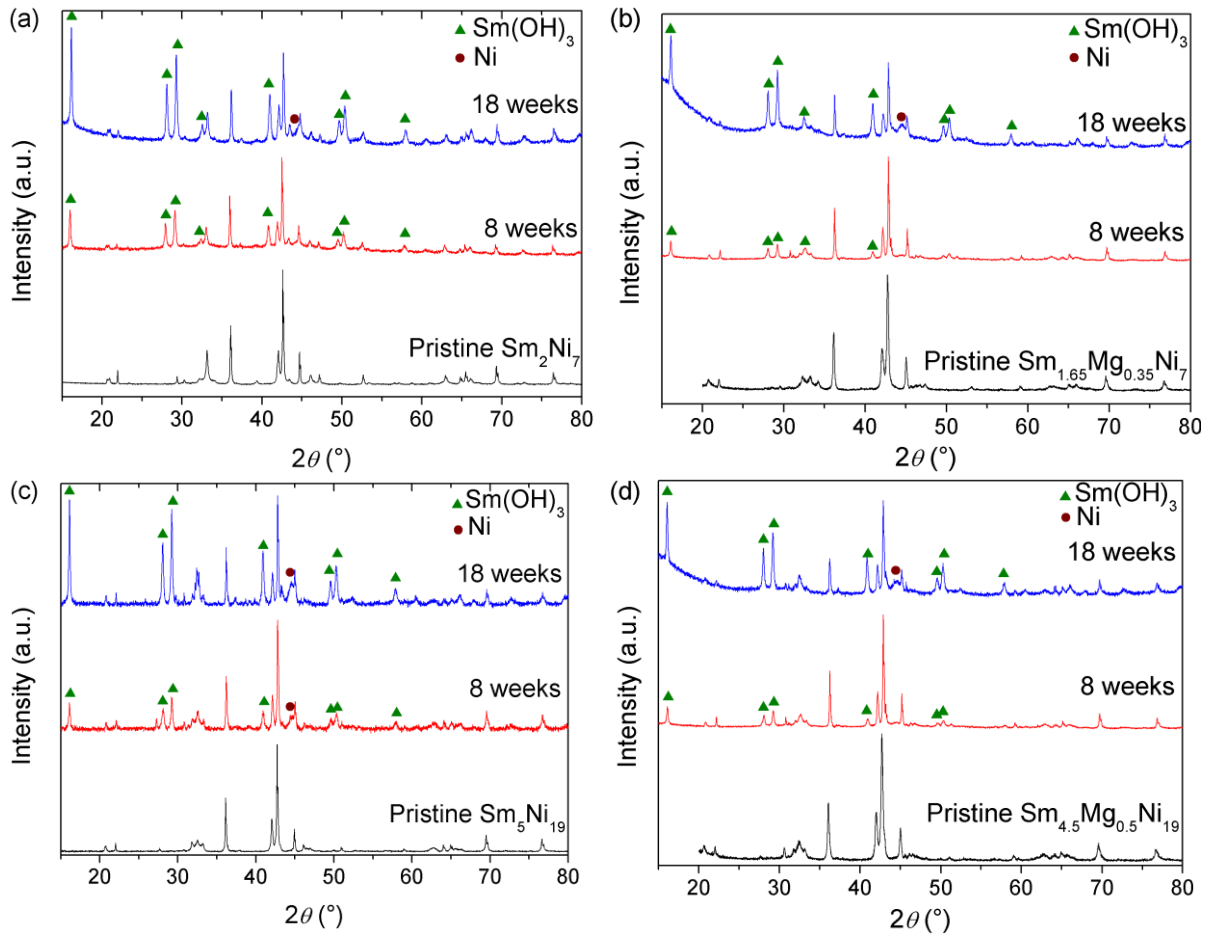 (a)
Sm(OH)3
Ni
18 weeks
8 weeks
Pristine Sm2Ni7
Intensity (a.u.)
20 30 40 50 60 70 80
2θ (°)
(b)
Sm(OH)3
Ni
18 weeks
8 weeks
Pristine Sm1.65Mg0.35Ni7
Intensity (a.u.)
20 30 40 50 60 70 80
2θ (°)
(c)
Sm(OH)3
Ni
18 weeks
8 weeks
Pristine Sm5Ni19
Intensity (a.u.)
20 30 40 50 60 70 80
2θ (°)
(d)
Sm(OH)3
Ni
18 weeks
8 weeks
Pristine Sm4.5Mg0.5Ni19
Intensity (a.u.)
20 30 40 50 60 70 80
2θ (°)